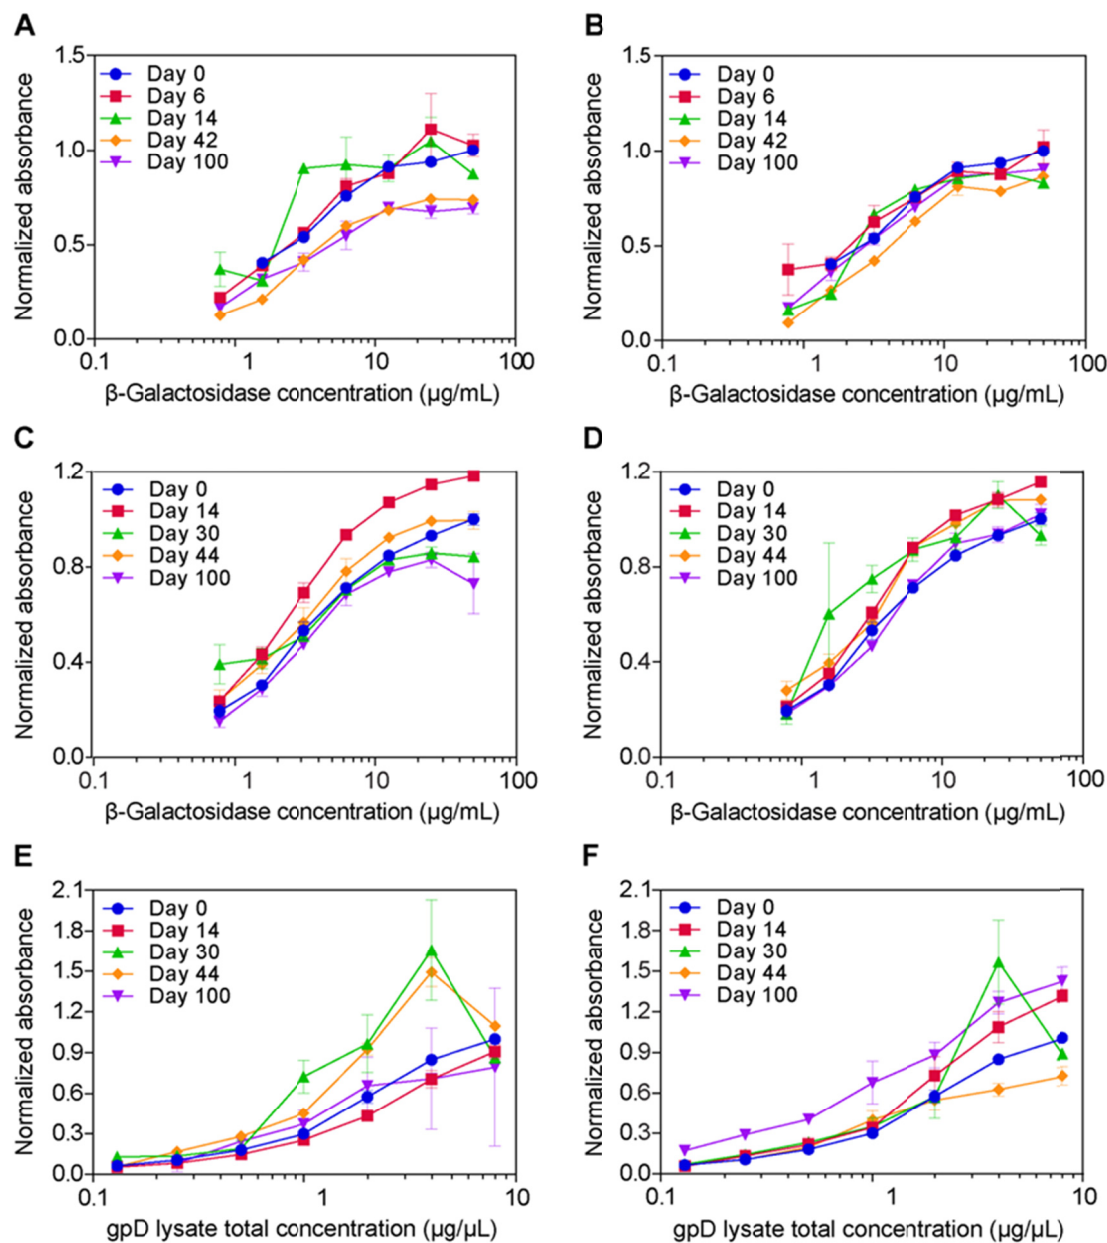 A
Normalized absorbance
1.5
1.0
0.5
0.0
Day 0
Day 6
Day 14
Day 42
Day 100
0.1
1
10
100
β-Galactosidase concentration (µg/mL)
B
Normalized absorbance
1.5
1.0
0.5
0.0
Day 0
Day 6
Day 14
Day 42
Day 100
0.1
1
10
100
β-Galactosidase concentration (µg/mL)
C
Normalized absorbance
1.2
0.8
0.4
0.0
Day 0
Day 14
Day 30
Day 44
Day 100
0.1
1
10
100
β-Galactosidase concentration (µg/mL)
D
Normalized absorbance
1.2
0.8
0.4
0.0
Day 0
Day 14
Day 30
Day 44
Day 100
0.1
1
10
100
β-Galactosidase concentration (µg/mL)
E
Normalized absorbance
2.1
1.8
1.5
1.2
0.9
0.6
0.3
0.0
Day 0
Day 14
Day 30
Day 44
Day 100
0.1
1
10
gpD lysate total concentration (µg/µL)
F
Normalized absorbance
2.1
1.8
1.5
1.2
0.9
0.6
0.3
0.0
Day 0
Day 14
Day 30
Day 44
Day 100
0.1
1
10
gpD lysate total concentration (µg/µL)